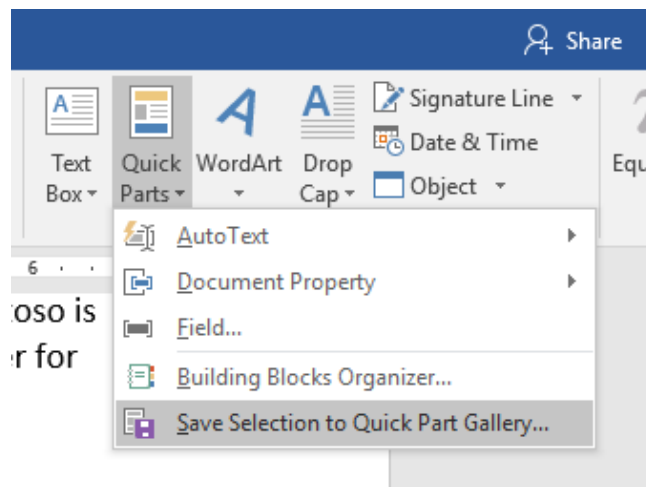 Share
Text Box
Quick Parts
WordArt
Drop Cap
Signature Line
Date & Time
Object
Equ
AutoText
Document Property
Field...
Building Blocks Organizer...
Save Selection to Quick Part Gallery...
6
oso is
r for